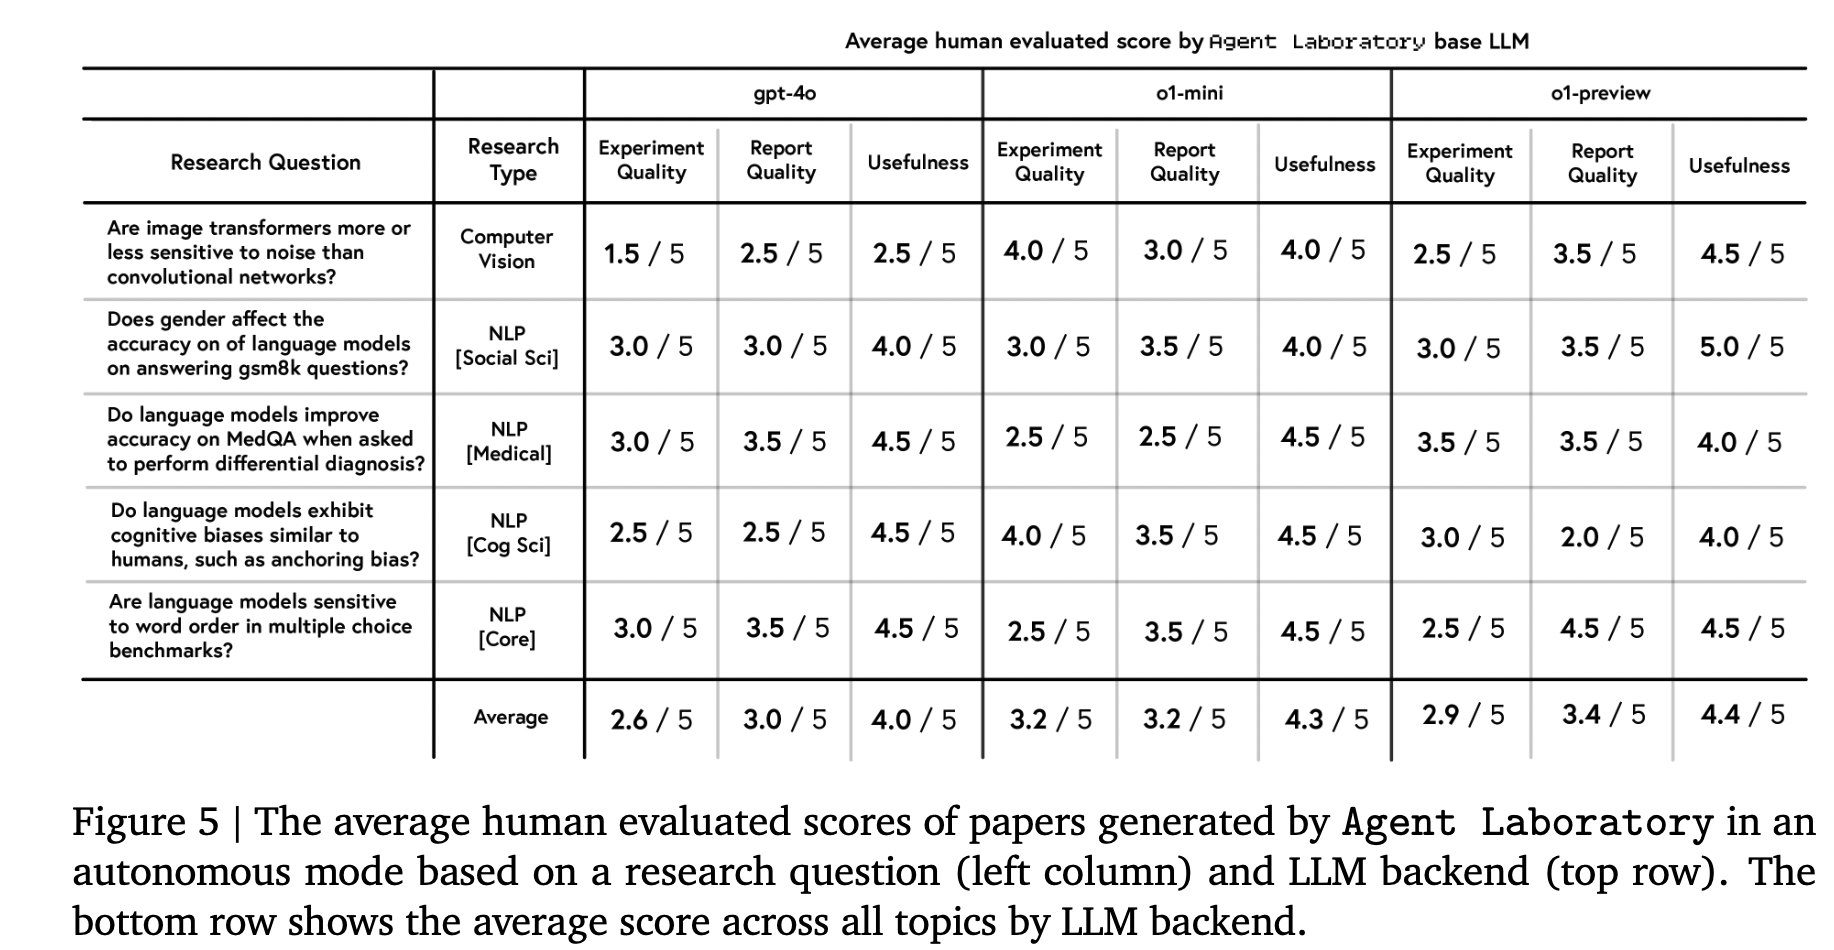 Average human evaluated score by Agent Laboratory base LLM
gpt-4o o1-mini o1-preview
Research Question Research Type Experiment Quality Report Quality Usefulness Experiment Quality Report Quality Usefulness Experiment Quality Report Quality Usefulness
Are image transformers more or
less sensitive to noise than
convolutional networks?
Computer
Vision
1.5 / 5 2.5 / 5 2.5 / 5 4.0 / 5 3.0 / 5 4.0 / 5 2.5 / 5 3.5 / 5 4.5 / 5
Does gender affect the
accuracy on of language models
on answering gsm8k questions?
NLP
[Social Sci]
3.0 / 5 3.0 / 5 4.0 / 5 3.0 / 5 3.5 / 5 4.0 / 5 3.0 / 5 3.5 / 5 5.0 / 5
Do language models improve
accuracy on MedQA when asked
to perform differential diagnosis?
NLP
[Medical]
3.0 / 5 3.5 / 5 4.5 / 5 2.5 / 5 2.5 / 5 4.5 / 5 3.5 / 5 3.5 / 5 4.0 / 5
Do language models exhibit
cognitive biases similar to
humans, such as anchoring bias?
NLP
[Cog Sci]
2.5 / 5 2.5 / 5 4.5 / 5 4.0 / 5 3.5 / 5 4.5 / 5 3.0 / 5 2.0 / 5 4.0 / 5
Are language models sensitive
to word order in multiple choice
benchmarks?
NLP
[Core]
3.0 / 5 3.5 / 5 4.5 / 5 2.5 / 5 3.5 / 5 4.5 / 5 2.5 / 5 4.5 / 5 4.5 / 5
Average 2.6 / 5 3.0 / 5 4.0 / 5 3.2 / 5 3.2 / 5 4.3 / 5 2.9 / 5 3.4 / 5 4.4 / 5
Figure 5 | The average human evaluated scores of papers generated by Agent Laboratory in an
autonomous mode based on a research question (left column) and LLM backend (top row). The
bottom row shows the average score across all topics by LLM backend.